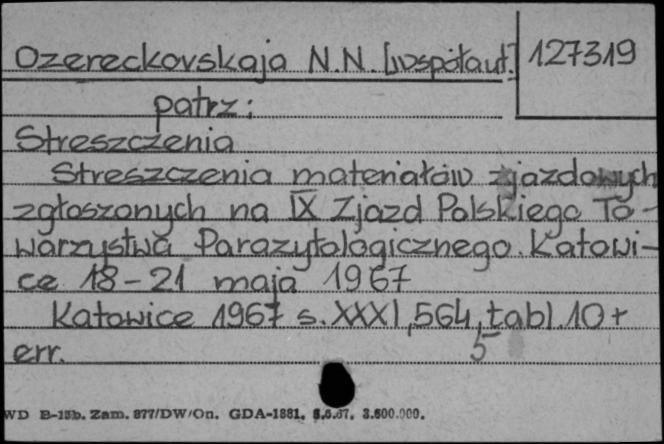 Ozereckovskaja N.N. [współaut.] 127319
patrz:
Streszczenia
Streszczenia materiałów zjazdowych
zgłoszonych na IX Zjazd Polskiego To-
warzystwa Parazytologicznego. Katowi-
ce 18-21 maja 1967
Katowice 1967 s. XXXI, 564, tabl. 10 +
err. 5
WD B-15b. Zam. 877/DW/On. GDA-1881. 5.6.67. 3.600.000.